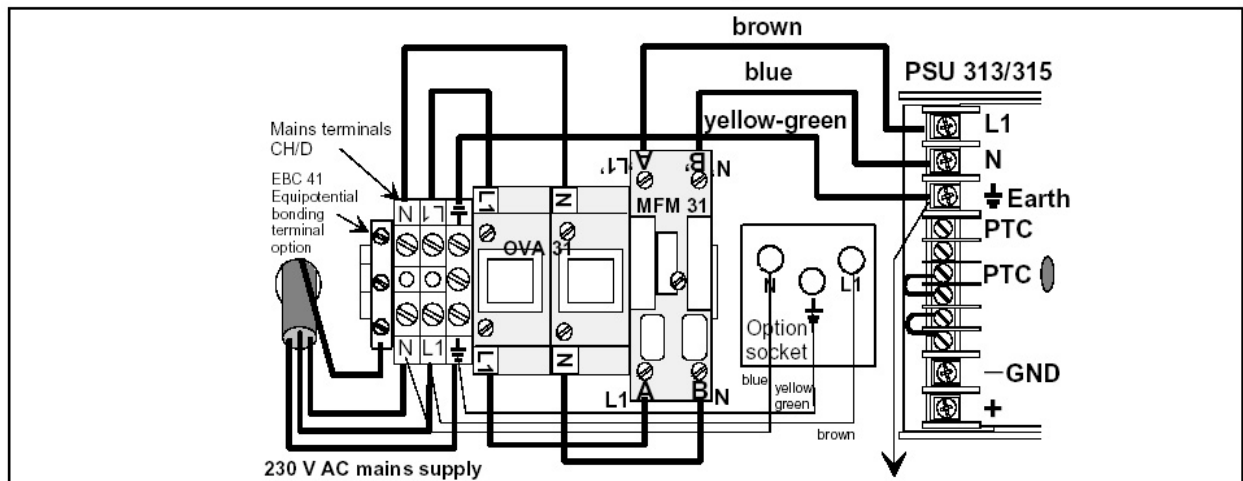 brown
blue
PSU 313/315
yellow-green
L1
N
Earth
PTC
PTC
GND
+
Mains terminals
CH/D
EBC 41
Equipotential
bonding
terminal
option
N L1
L1 N
OVA 31
'L1' A B 'N'
MFM 31
N L1
Option
socket
N L1
L1 N
L1 A B N
blue
yellow
green
brown
230 V AC mains supply